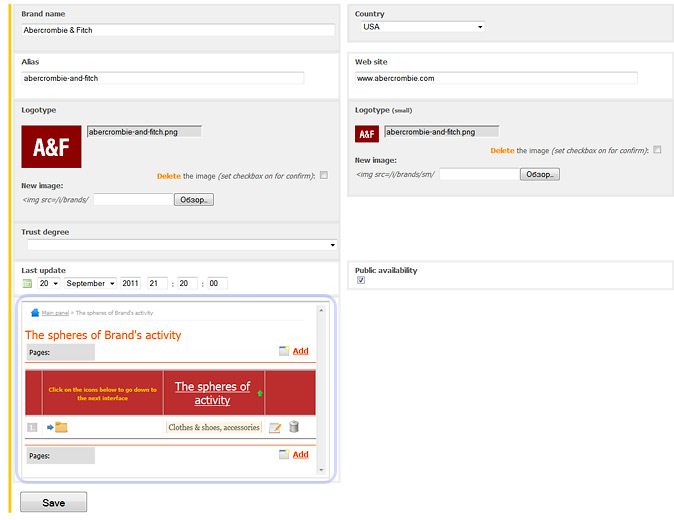 Brand name
Abercrombie & Fitch
Country
USA
Alias
abercrombie-and-fitch
Web site
www.abercrombie.com
Logotype
A&F
abercrombie-and-fitch.png
Delete the image (set checkbox on for confirm):
New image:
<img src=/i/brands/
Обзор..
Logotype (small)
A&F
abercrombie-and-fitch.png
Delete the image (set checkbox on for confirm):
New image:
<img src=/i/brands/sm/
Обзор..
Trust degree
Last update
20 September 2011 21 : 20 : 00
Public availability
Main panel > The spheres of Brand's activity
The spheres of Brand's activity
Pages:
Add
Click on the icons below to go down to
the next interface
The spheres of
activity
1
Clothes & shoes, accessories
Pages:
Add
Save